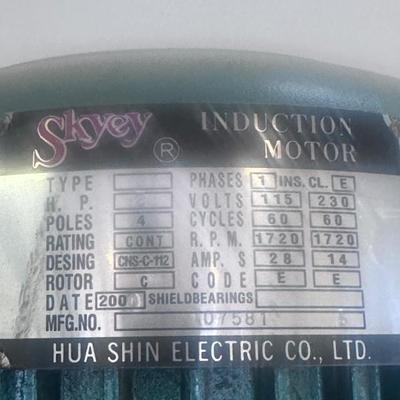 Skyey ® INDUCTION MOTOR
TYPE PHASES 1 INS. CL. E
H. P. VOLTS 115 230
POLES 4 CYCLES 60 60
RATING CONT R. P. M. 1720 1720
DESING CNS-C-112 AMP. S 28 14
ROTOR C CODE E E
DATE 200 SHIELDBEARINGS
MFG.NO. 07581
HUA SHIN ELECTRIC CO., LTD.